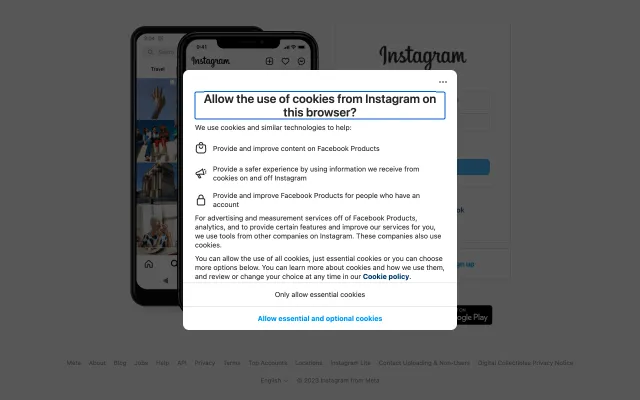 9:41
Instagram
Travel
Instagram
Allow the use of cookies from Instagram on
this browser?
We use cookies and similar technologies to help:
Provide and improve content on Facebook Products
Provide a safer experience by using information we receive from
cookies on and off Instagram
Provide and improve Facebook Products for people who have an
account
For advertising and measurement services off of Facebook Products,
analytics, and to provide certain features and improve our services for you,
we use tools from other companies on Instagram. These companies also use
cookies.
You can allow the use of all cookies, just essential cookies or you can choose
more options below. You can learn more about cookies and how we use them,
and review or change your choice at any time in our Cookie policy.
Only allow essential cookies
Allow essential and optional cookies
Google Play
Meta About Blog Jobs Help API Privacy Terms Top Accounts Locations Instagram Lite Contact Uploading & Non-Users Digital Collectibles Privacy Notice
English © 2023 Instagram from Meta